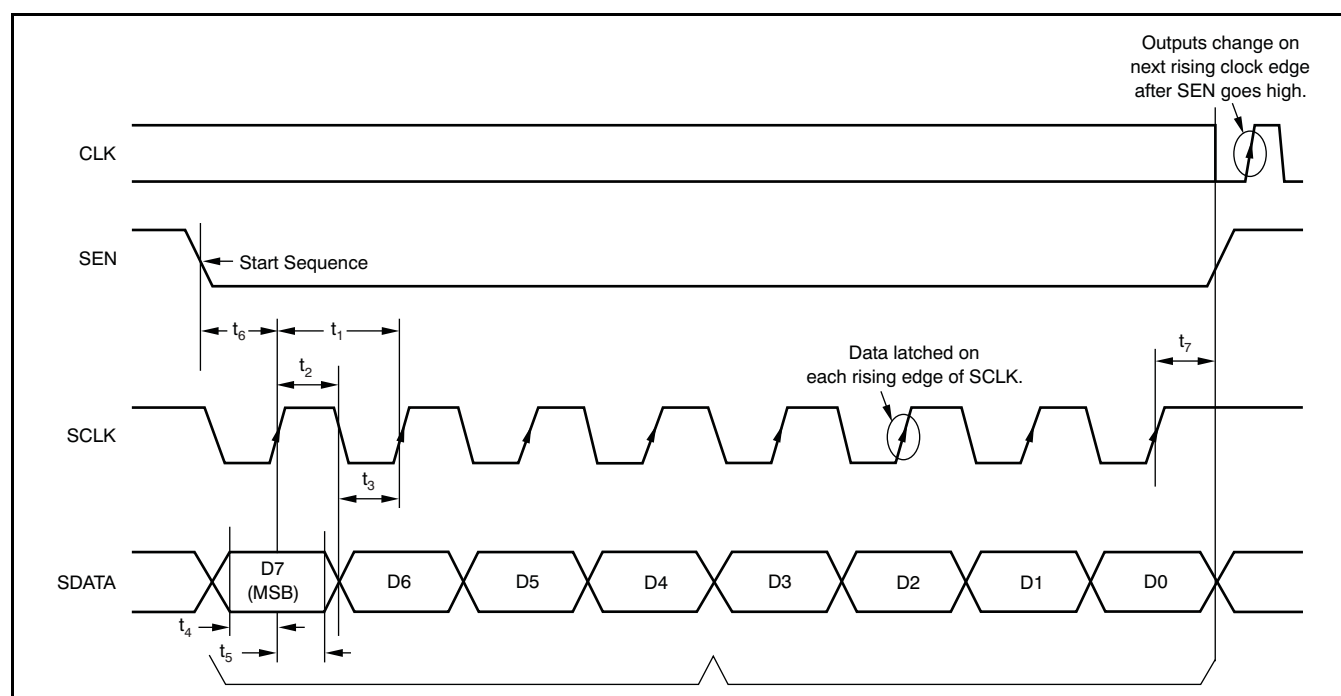 Outputs change on
next rising clock edge
after SEN goes high.
CLK
SEN
Start Sequence
t6
t1
t7
t2
Data latched on
each rising edge of SCLK.
SCLK
t3
SDATA
D7
(MSB)
D6
D5
D4
D3
D2
D1
D0
t4
t5